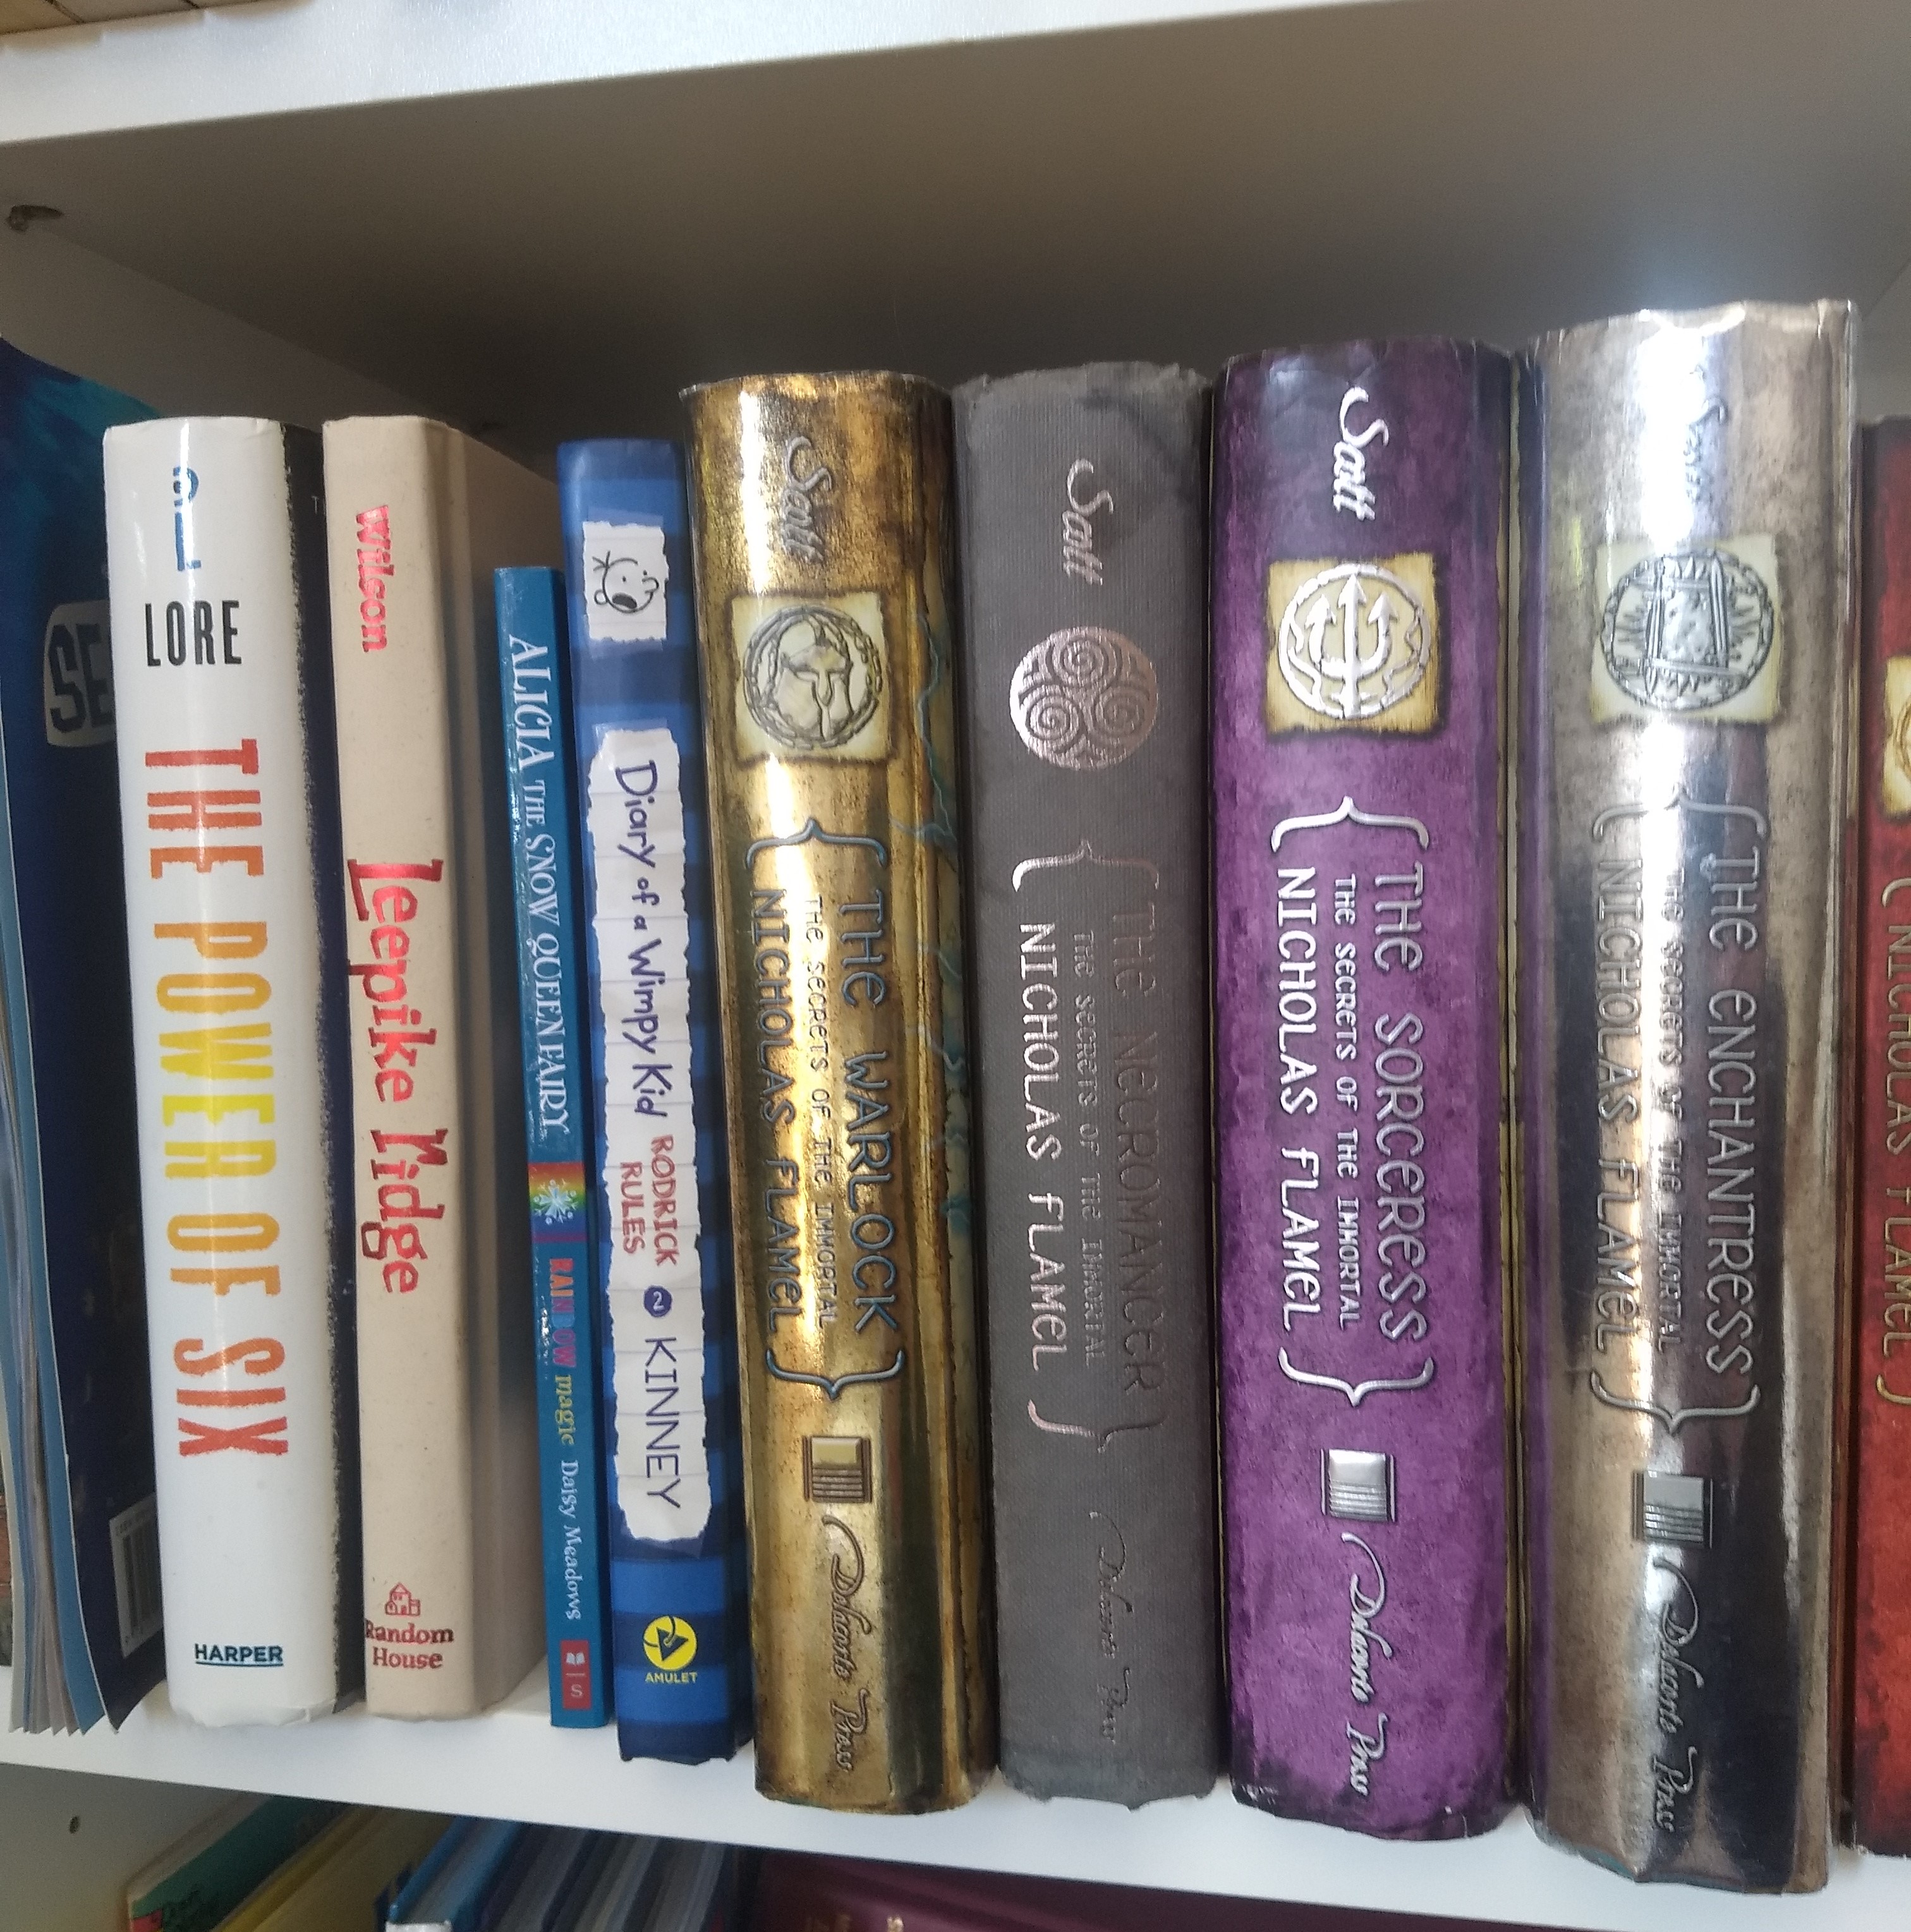 SE
LORE
THE POWER OF SIX
HARPER
Wilson
Leepike Ridge
Random
House
ALICIA THE SNOW QUEEN FAIRY
RAINBOW magic
Daisy Meadows
S
Diary of a Wimpy Kid
RODRICK
RULES
2
KINNEY
AMULET
Scott
THE WARLOCK
THE SECRETS OF THE IMMORTAL
NICHOLAS FLAMEL
Delacorte Press
Scott
THE NECROMANCER
THE SECRETS OF THE IMMORTAL
NICHOLAS FLAMEL
Delacorte Press
Scott
THE SORCERESS
THE SECRETS OF THE IMMORTAL
NICHOLAS FLAMEL
Delacorte Press
Scott
THE ENCHANTRESS
THE SECRETS OF THE IMMORTAL
NICHOLAS FLAMEL
Delacorte Press
NICHOLAS FLAMEL